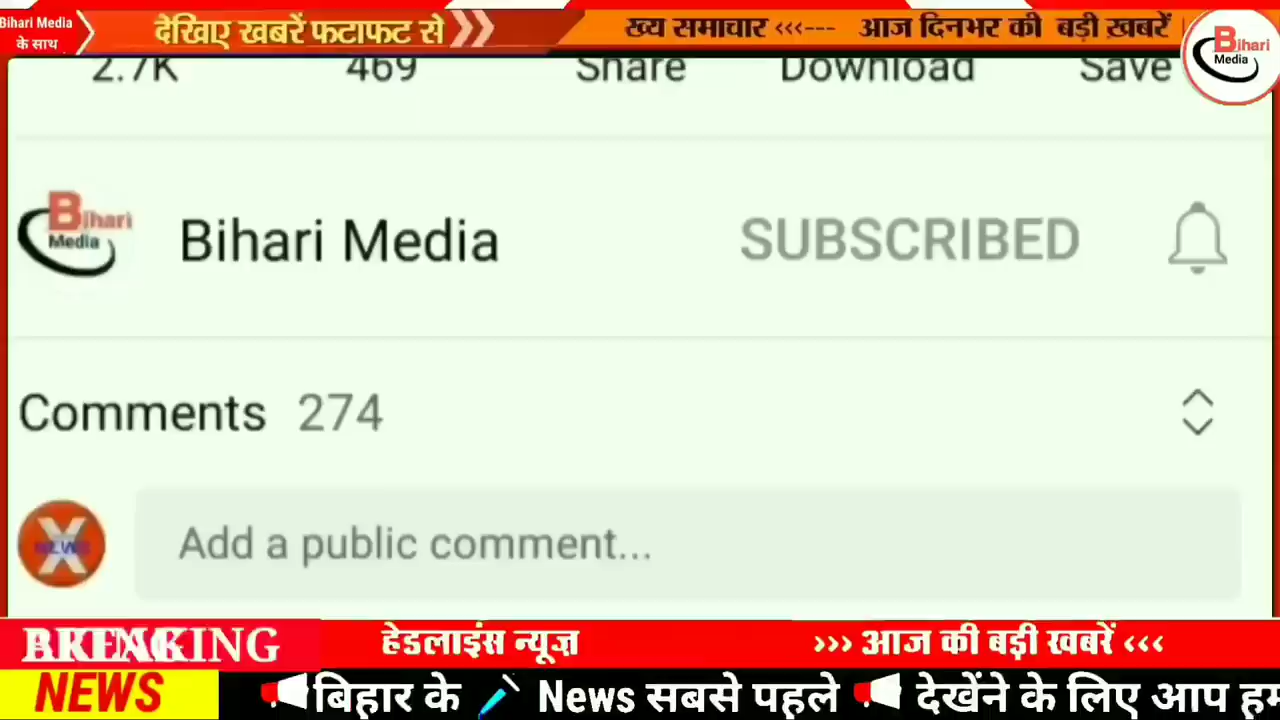 Bihari Media
के साथ
देखिए खबरें फटाफट से
ख्य समाचार <<<--- आज दिनभर की बड़ी ख़बरें
Bihari
Media
2.7K 469 Share Download Save
Bihari
Media
Bihari Media SUBSCRIBED
Comments 274
NEWS
X
Add a public comment...
BREAKING
NEWS
हेडलाइंस न्यूज़ >>> आज की बड़ी खबरें <<<
बिहार के News सबसे पहले देखेंने के लिए आप हम